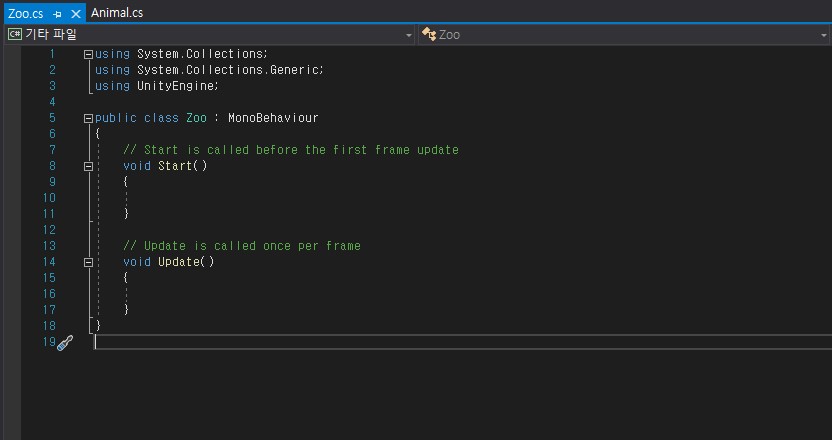 Zoo.cs Animal.cs
C# 기타 파일 Zoo
1 using System.Collections;
2 using System.Collections.Generic;
3 using UnityEngine;
4
5 public class Zoo : MonoBehaviour
6 {
7 // Start is called before the first frame update
8 void Start()
9 {
10
11 }
12
13 // Update is called once per frame
14 void Update()
15 {
16
17 }
18 }
19